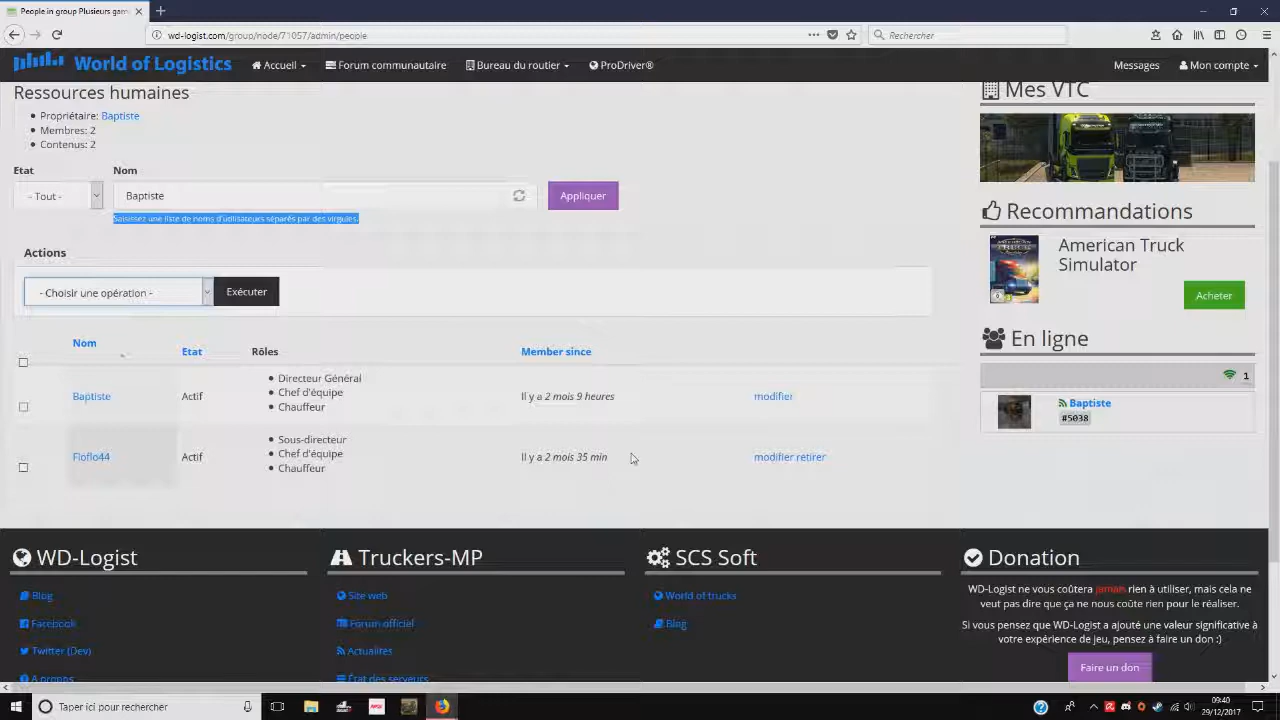 People in group Plusieurs gam
wd-logist.com/group/node/71057/admin/people
Rechercher
World of Logistics
Accueil
Forum communautaire
Bureau du routier
ProDriver®
Messages
Mon compte
Ressources humaines
Propriétaire: Baptiste
Membres: 2
Contenus: 2
Etat
Nom
- Tout -
Baptiste
Appliquer
Saisissez une liste de noms d'utilisateurs séparés par des virgules.
Actions
- Choisir une opération -
Exécuter
Nom
Etat
Rôles
Member since
Baptiste
Actif
Directeur Général
Chef d'équipe
Chauffeur
Il y a 2 mois 9 heures
modifier
Floflo44
Actif
Sous-directeur
Chef d'équipe
Chauffeur
Il y a 2 mois 35 min
modifier retirer
Mes VTC
Recommandations
American Truck
Simulator
Acheter
En ligne
1
Baptiste
#5038
WD-Logist
Blog
Facebook
Twitter (Dev)
A propos
Truckers-MP
Site web
Forum officiel
Actualités
État des serveurs
SCS Soft
World of trucks
Blog
Donation
WD-Logist ne vous coûtera jamais rien à utiliser, mais cela ne
veut pas dire que ça ne nous coûte rien pour le réaliser.
Si vous pensez que WD-Logist a ajouté une valeur significative à
votre expérience de jeu, pensez à faire un don :)
Faire un don
Taper ici pour rechercher
09:40
29/12/2017